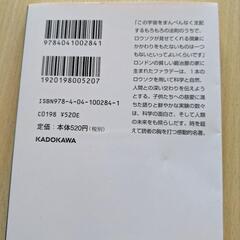 9784041002841
1920198005207
ISBN978-4-04-100284-1
C0198 ¥520E
定価：本体520円（税別）
KADOKAWA
「この宇宙をまんべんなく支配
するもろもろの法則のうちで、
ロウソクが見せてくれる現象に
かかわりをもたないものは一つ
もないといってよいくらいです」
ロンドンの貧しい鍛冶屋の家に
生まれたファラデーは、1本の
ロウソクを用いて科学と自然、
人間との深い交わりを伝えよう
とする。子供たちへの慈愛に満
ちた語りと鮮やかな実験の数々
は、科学の面白さ、そして人類
の未来をも照らしだす。時を超
えて読者の胸を打つ感動的名著。